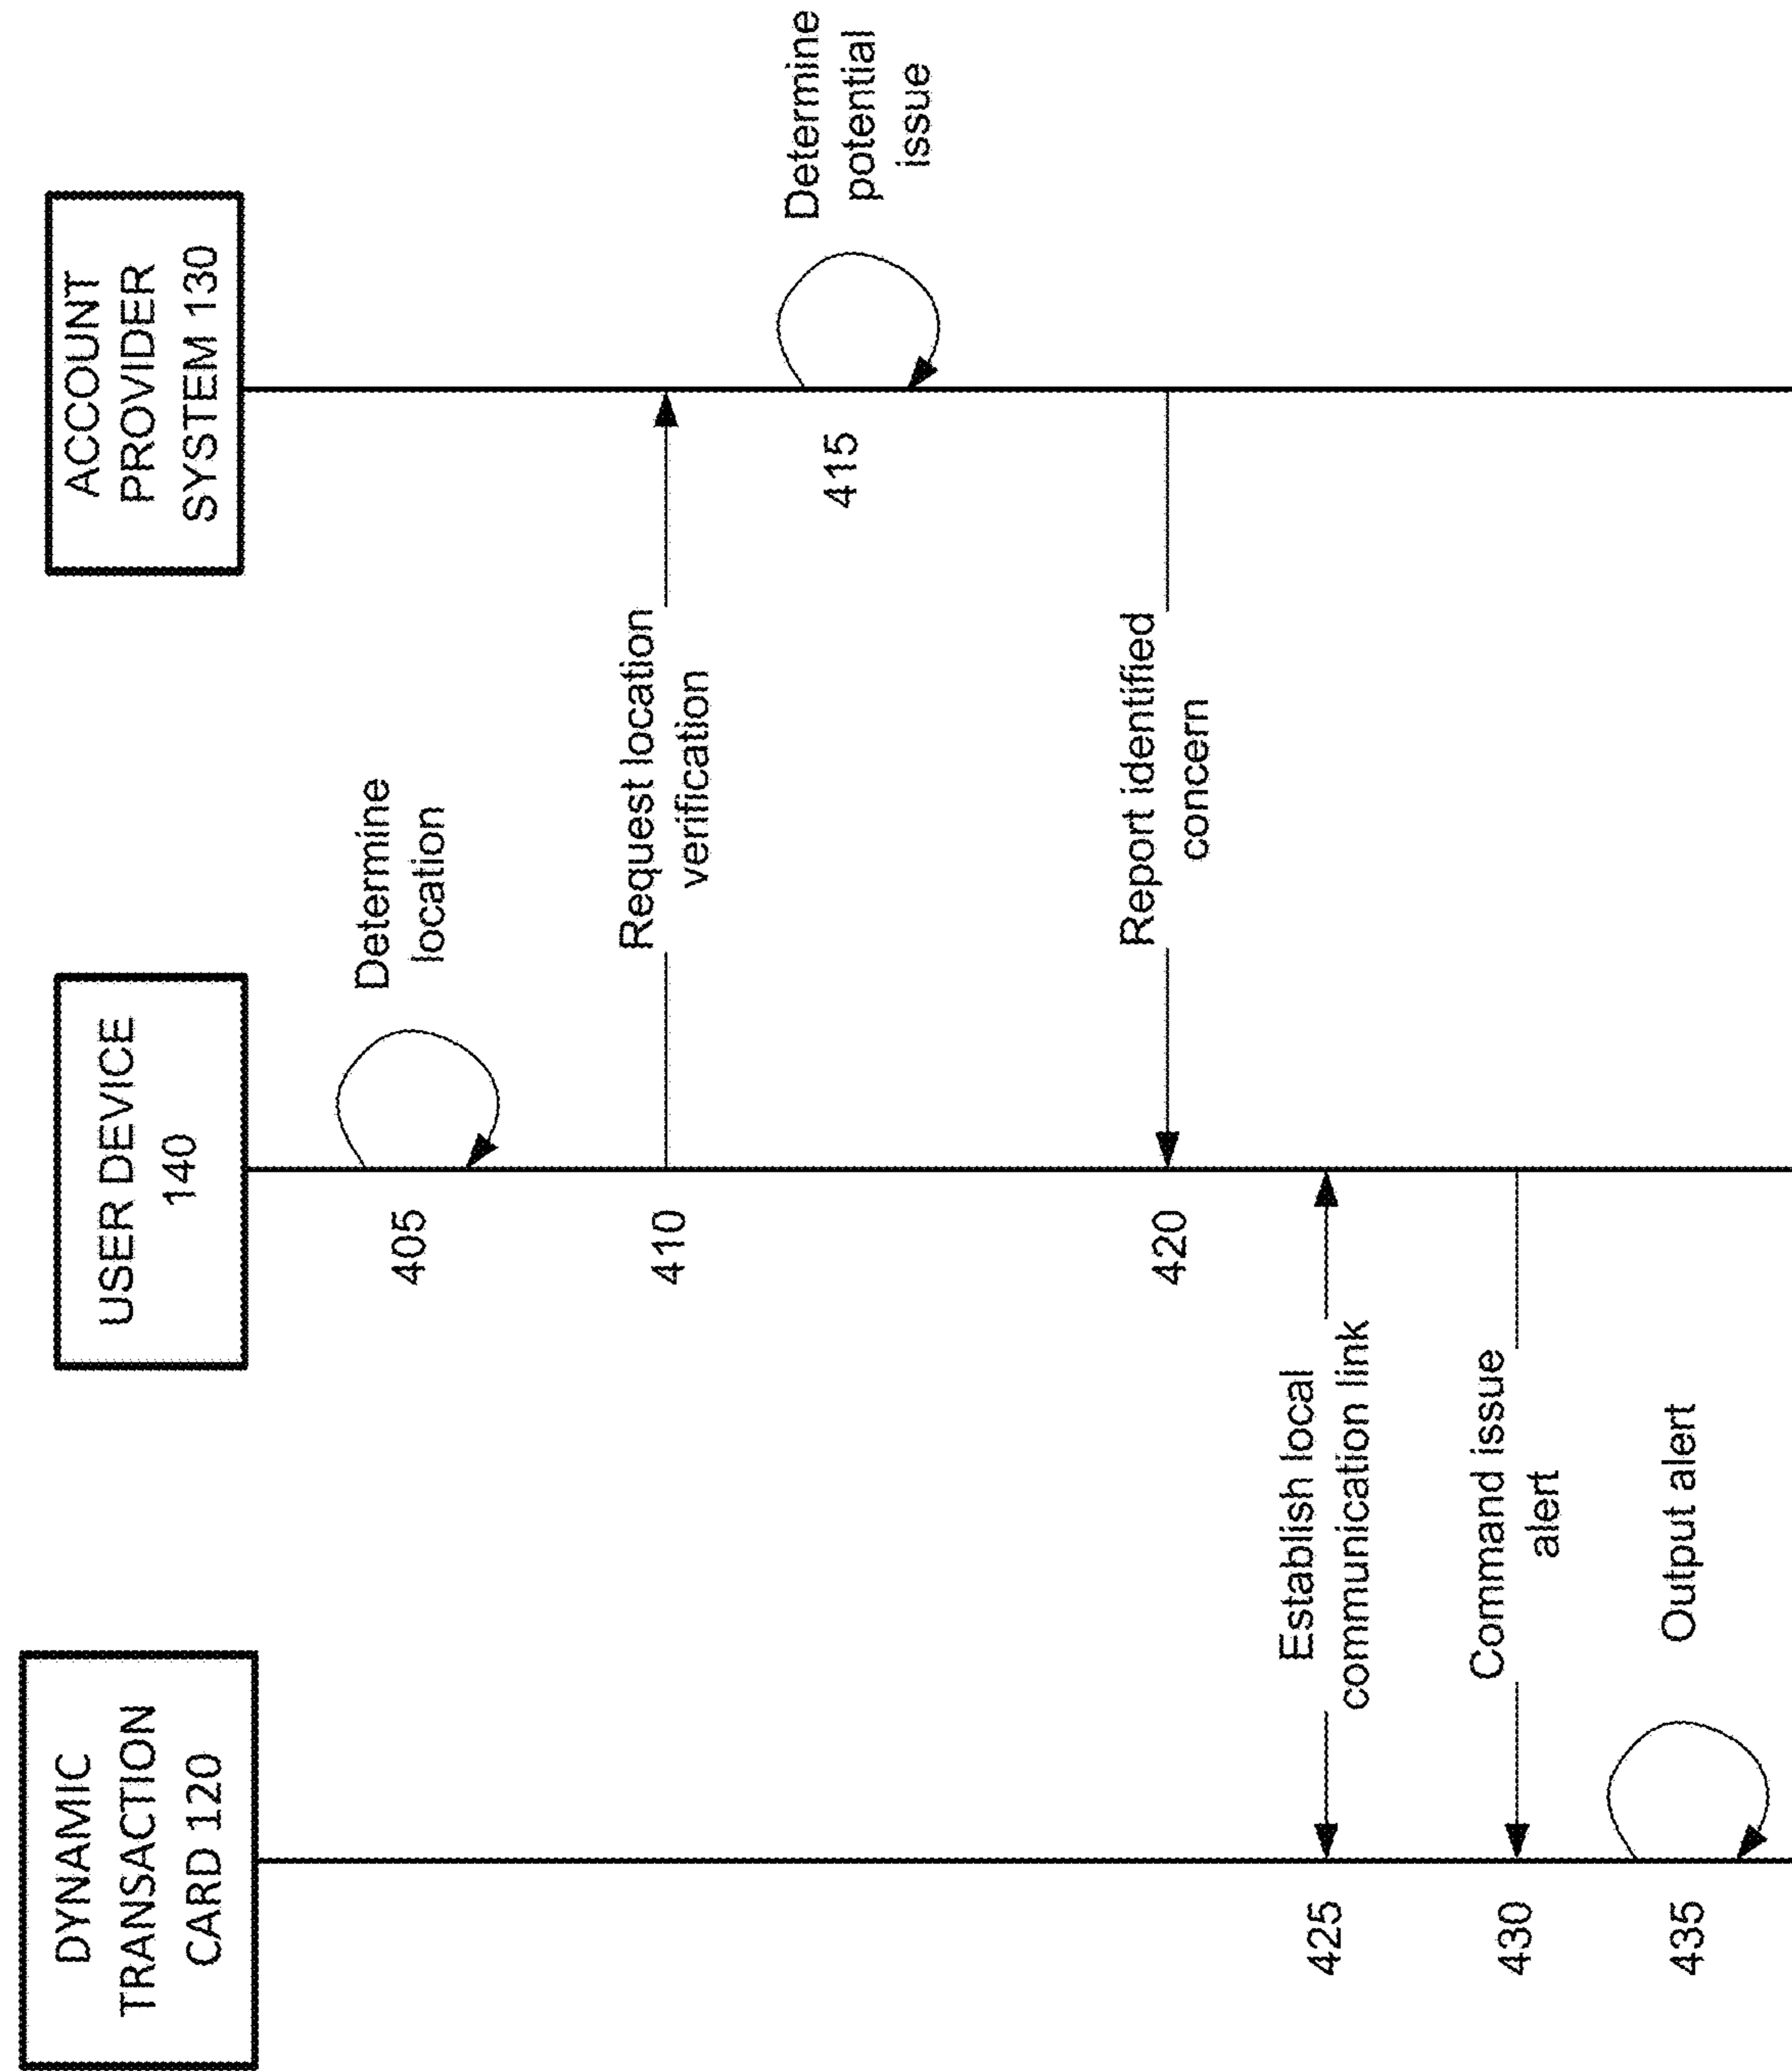 DYNAMIC
TRANSACTION
CARD 120
USER DEVICE
140
ACCOUNT
PROVIDER
SYSTEM 130
405
Determine
location
410
Request location
verification
415
Determine
potential
issue
420
Report identified
concern
425
Establish local
communication link
430
Command issue
alert
435
Output alert